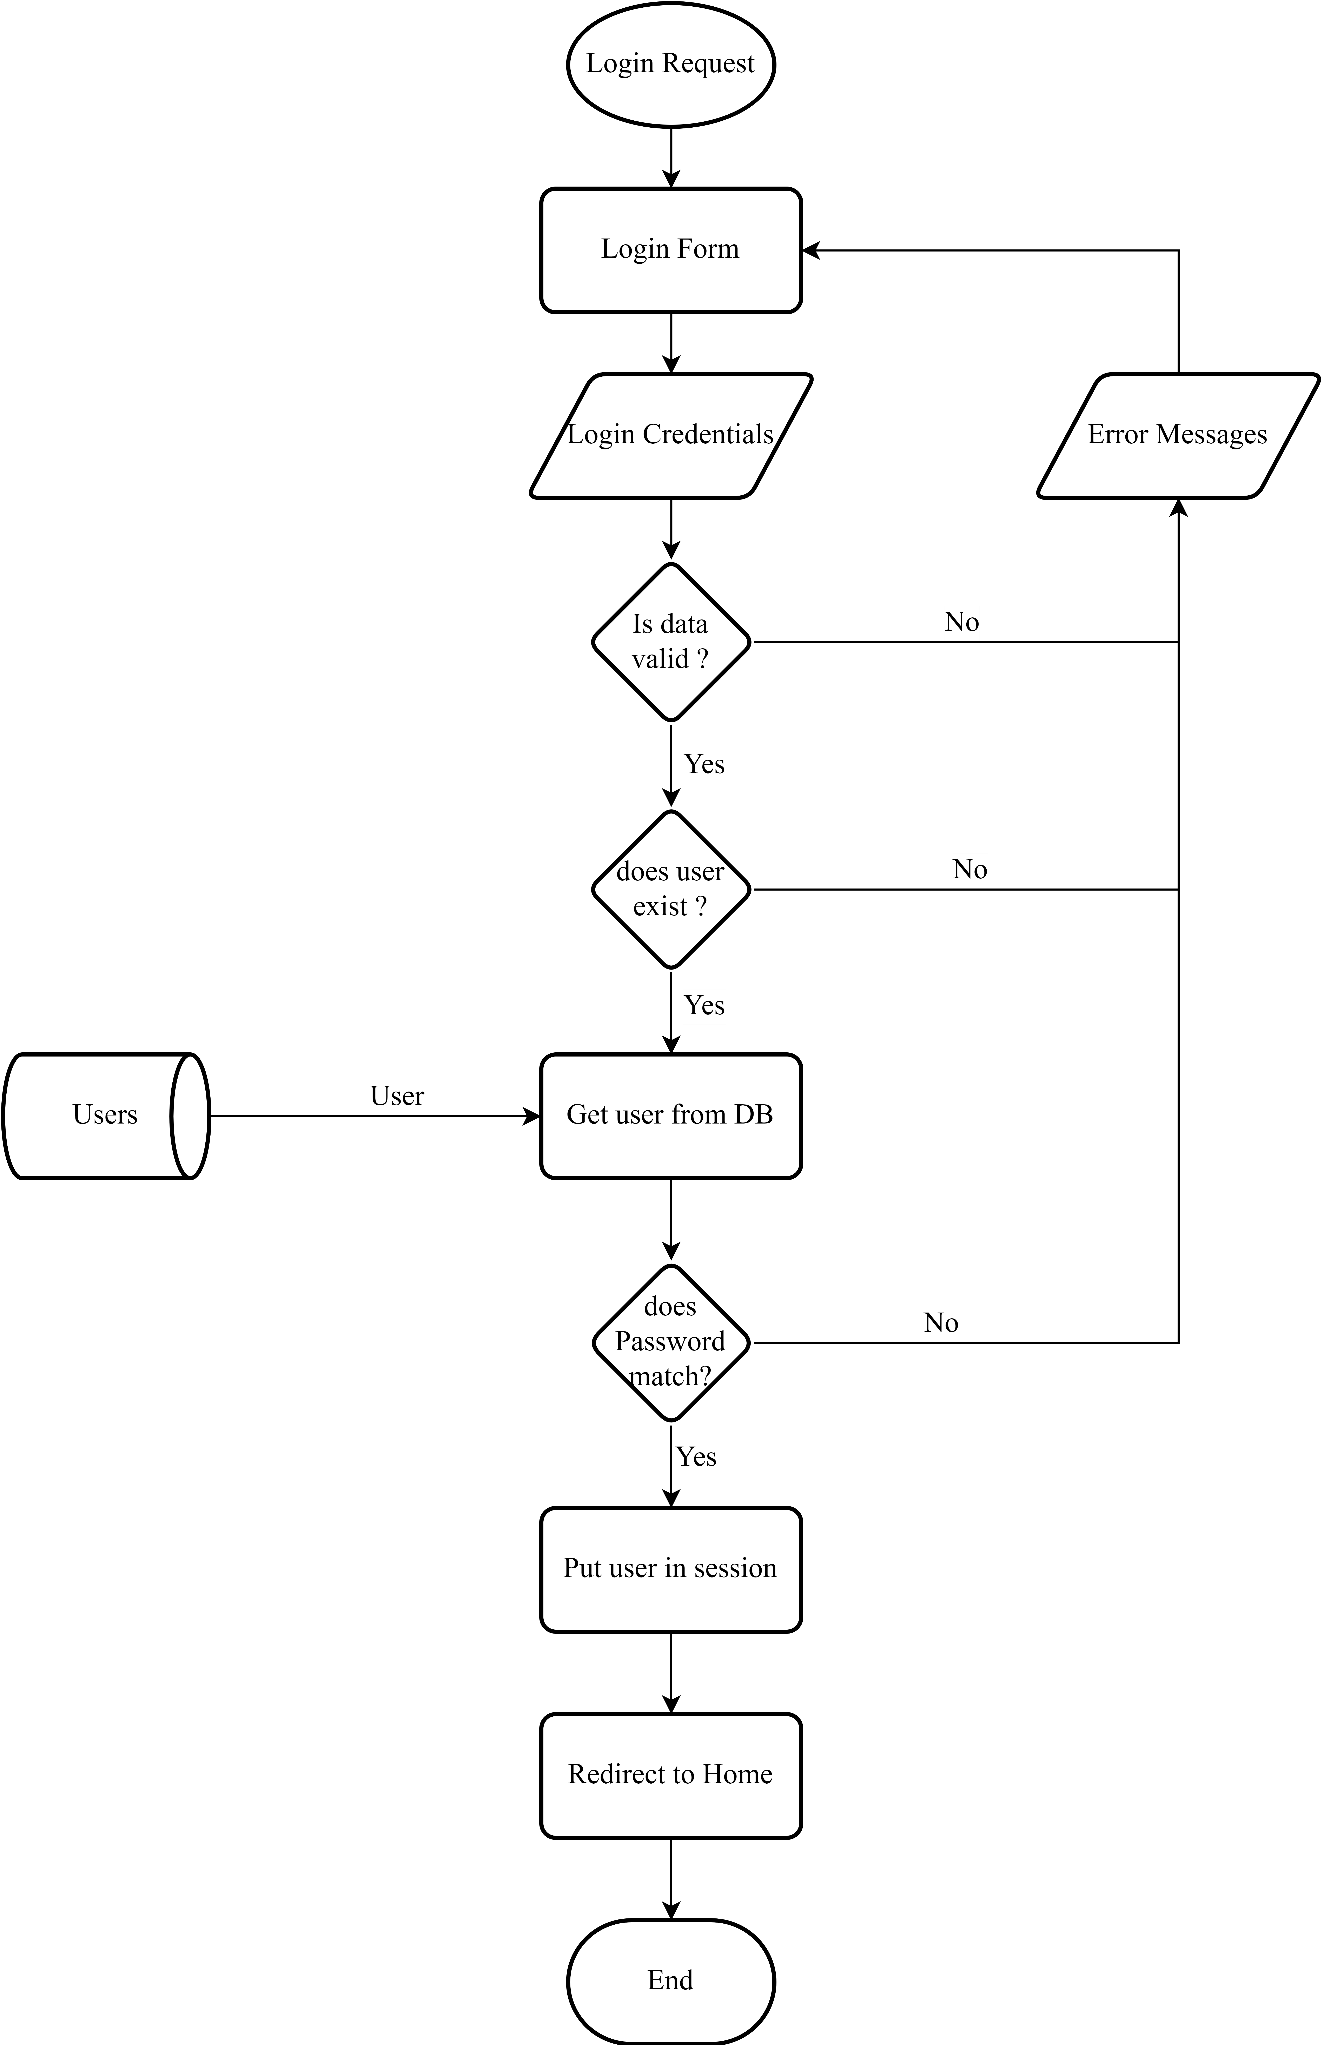 Login Request
Login Form
Login Credentials
Error Messages
Is data
valid ?
No
Yes
does user
exist ?
No
Yes
Users
User
Get user from DB
does
Password
match?
No
Yes
Put user in session
Redirect to Home
End